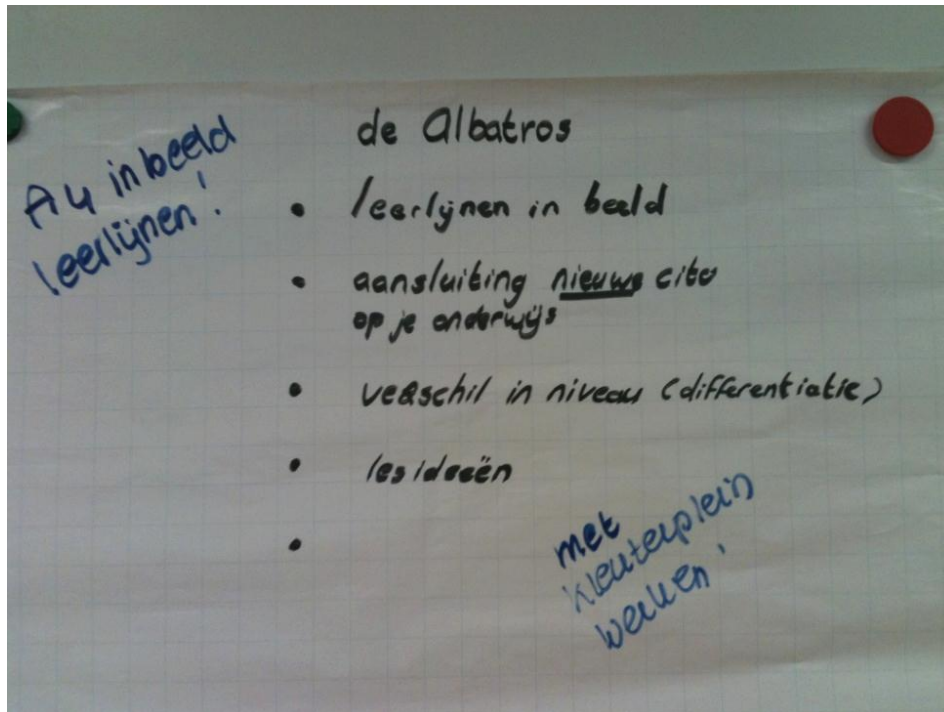 de Albatros
A4 in beeld
leerlijnen!
• leerlijnen in beeld
• aansluiting nieuwe cito
op je onderwijs
• verschil in niveau (differentiatie)
• les ideeën
•
met
kleuterplein
werken!